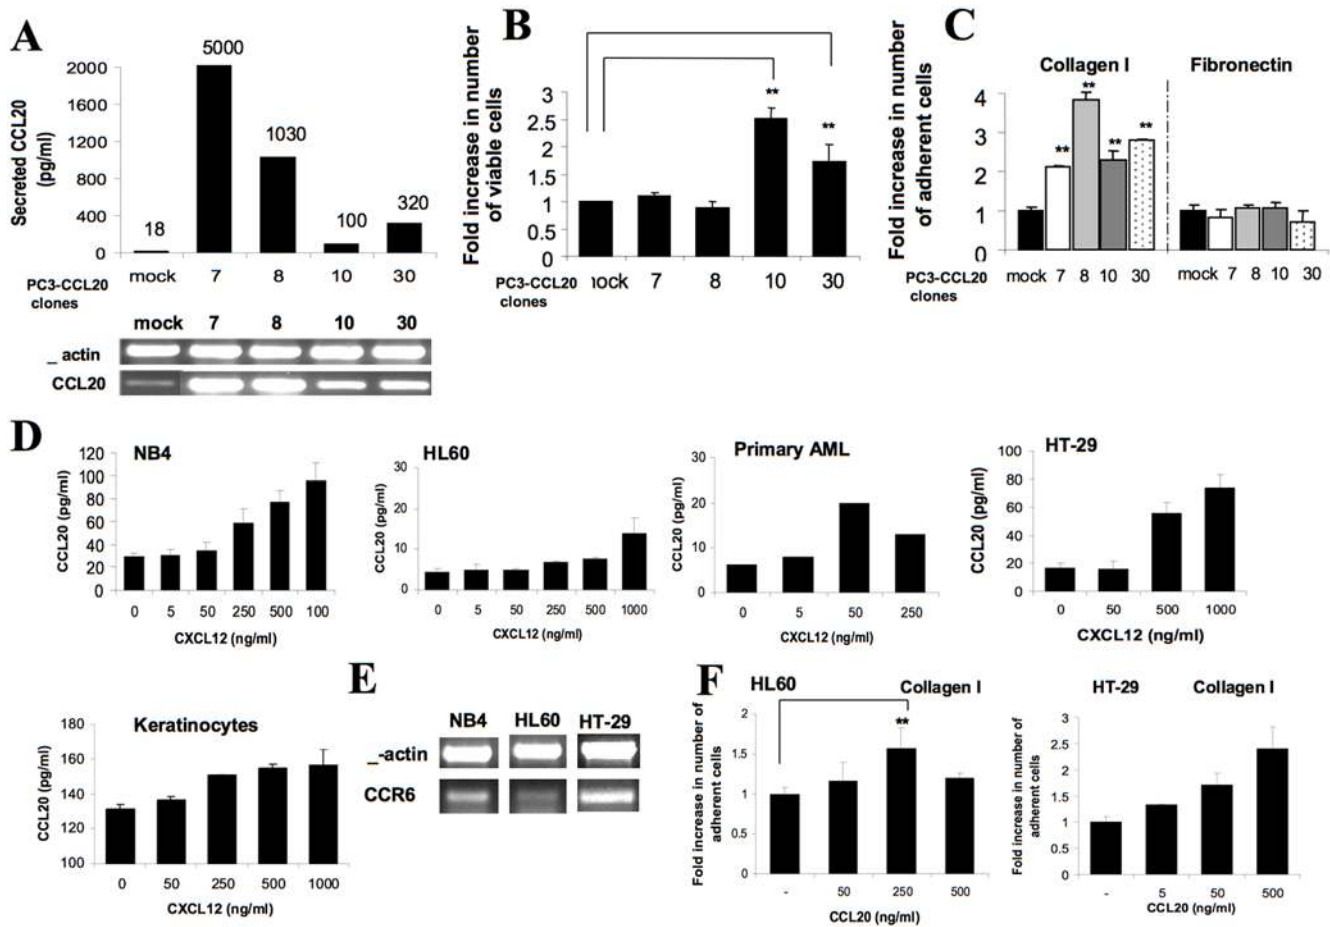 A
5000
2000
1600
1200
800
400
0
Secreted CCL20
(pg/ml)
18
1030
100
320
mock 7 8 10 30
PC3-CCL20
clones
mock 7 8 10 30
_ actin
CCL20
B
Fold increase in number
of viable cells
3
2.5
2
1.5
1
0.5
0
**
**
PC3-CCL20
clones
nock 7 8 10 30
C
Fold increase in number
of adherent cells
Collagen I
Fibronectin
4
3
2
1
0
**
**
**
**
PC3-CCL20
clones
mock 7 8 10 30
mock 7 8 10 30
D
NB4
CCL20 (pg/ml)
120
100
80
60
40
20
0
0 5 50 250 500 100
CXCL12 (ng/ml)
HL60
CCL20 (pg/ml)
30
20
10
0
0 5 50 250 500 1000
CXCL12 (ng/ml)
Primary AML
CCL20 (pg/ml)
30
20
10
0
0 5 50 250
CXCL12 (ng/ml)
HT-29
CCL20 (pg/ml)
100
80
60
40
20
0
0 50 500 1000
CXCL12 (ng/ml)
Keratinocytes
CCL20 (pg/ml)
180
160
140
120
100
0 50 250 500 1000
CXCL12 (ng/ml)
E
NB4 HL60 HT-29
_-actin
CCR6
F
HL60
Collagen I
Fold increase in number of
adherent cells
2
1.5
1
0.5
0
**
- 50 250 500
CCL20 (ng/ml)
HT-29
Collagen I
Fold increase in number of
adherent cells
3
2.5
2
1.5
1
0.5
0
- 5 50 500
CCL20 (ng/ml)